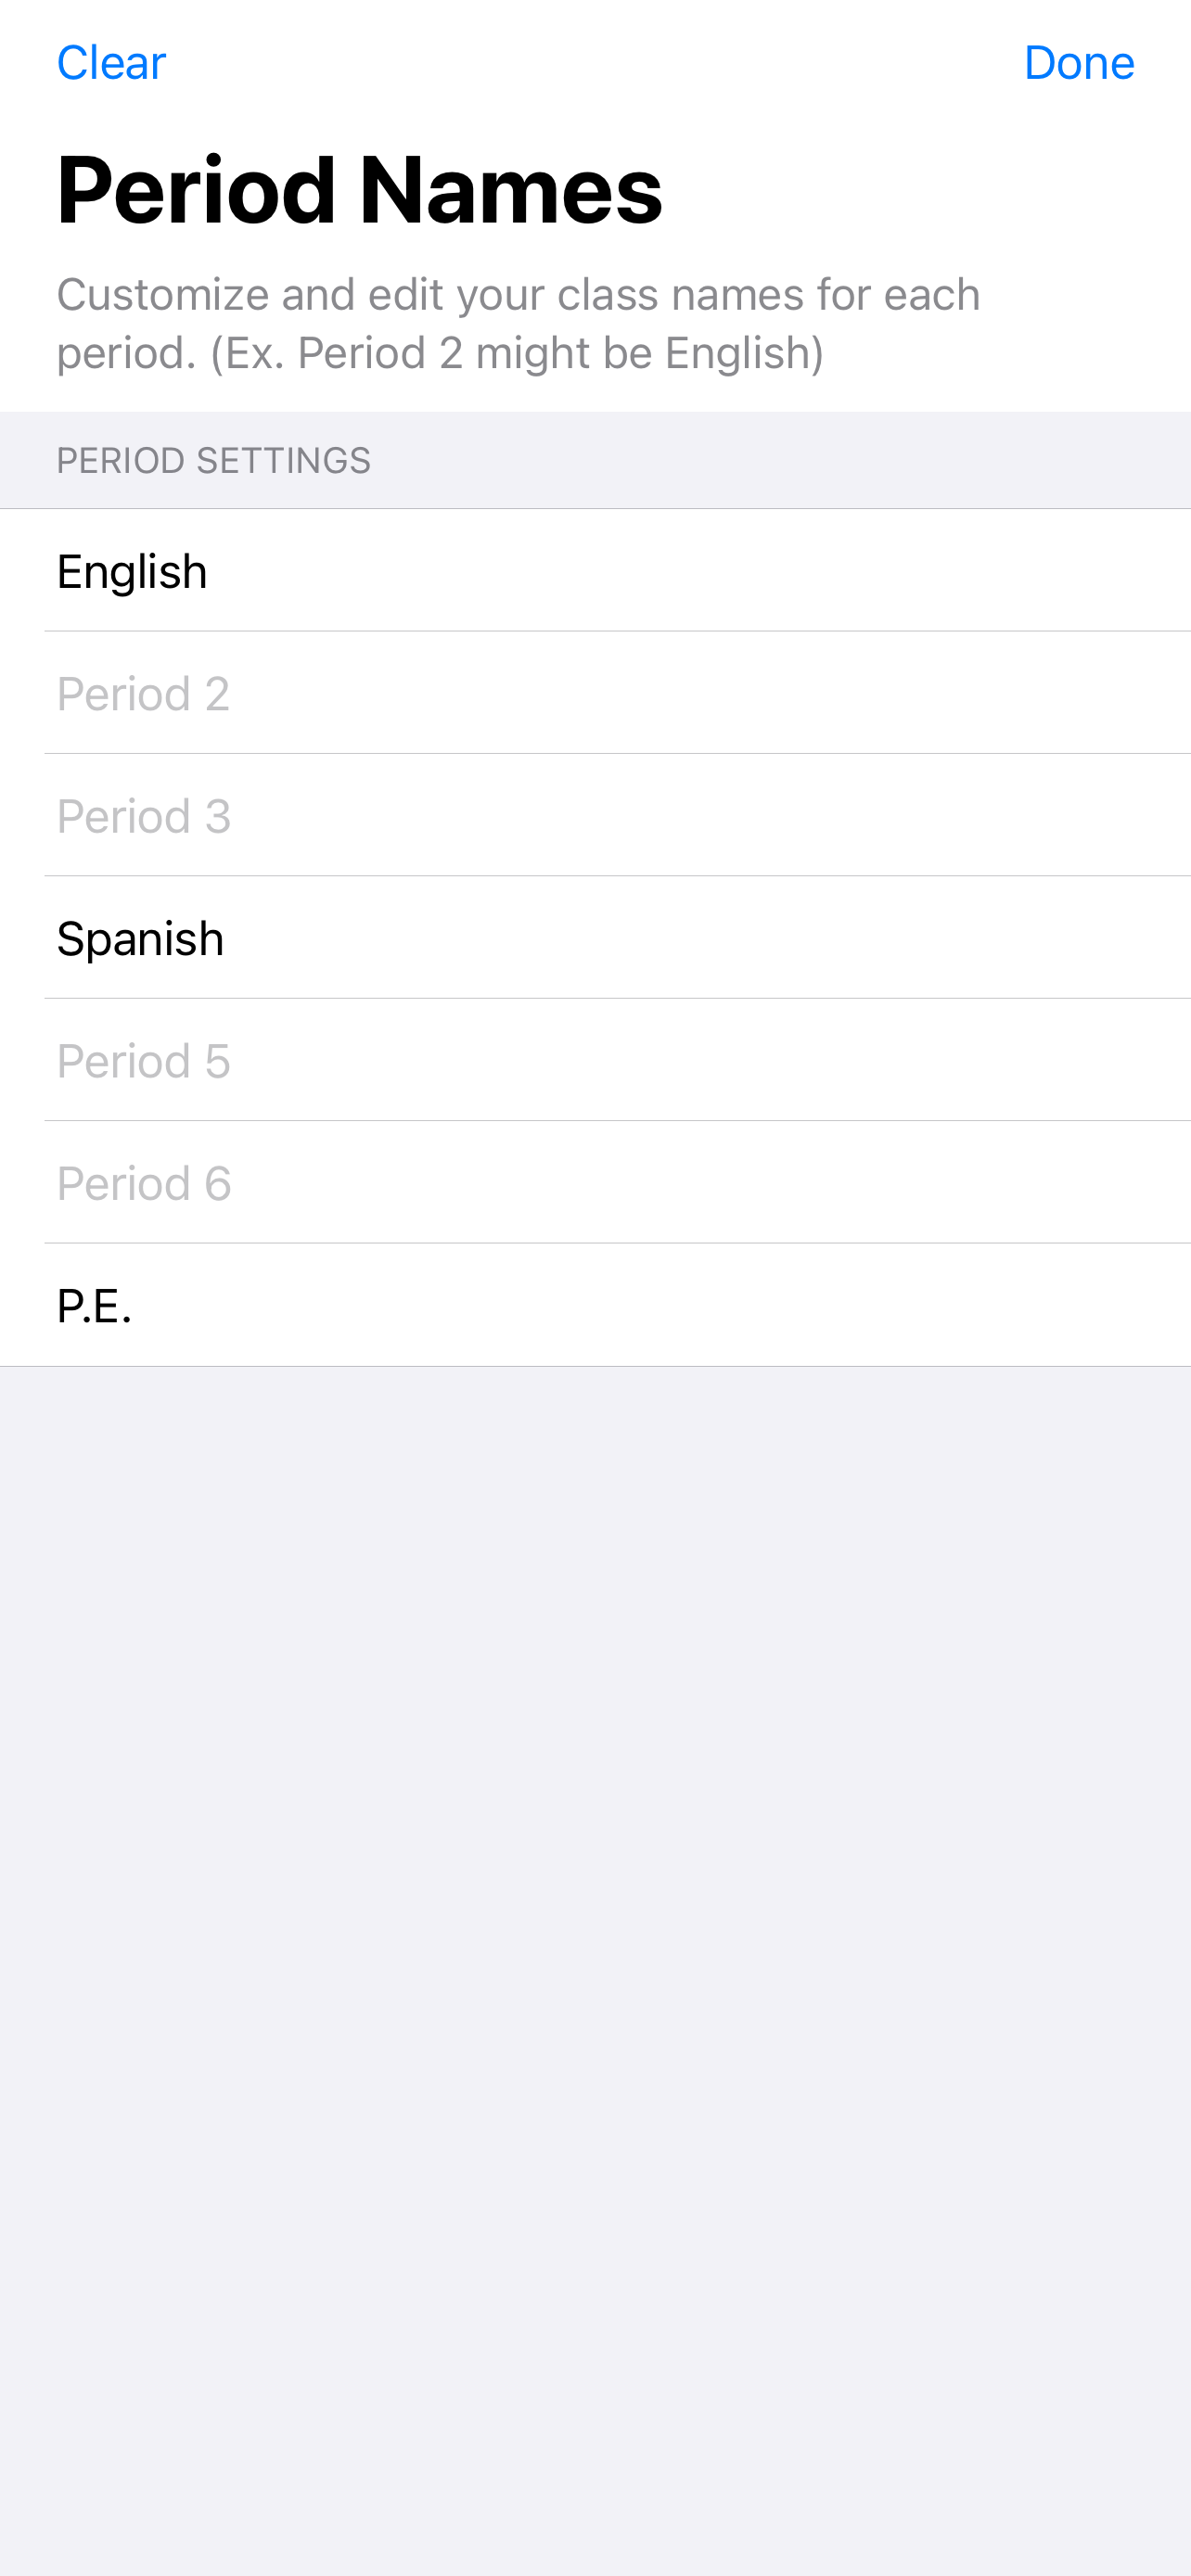 Clear Done
Period Names
Customize and edit your class names for each
period. (Ex. Period 2 might be English)
PERIOD SETTINGS
English
Period 2
Period 3
Spanish
Period 5
Period 6
P.E.